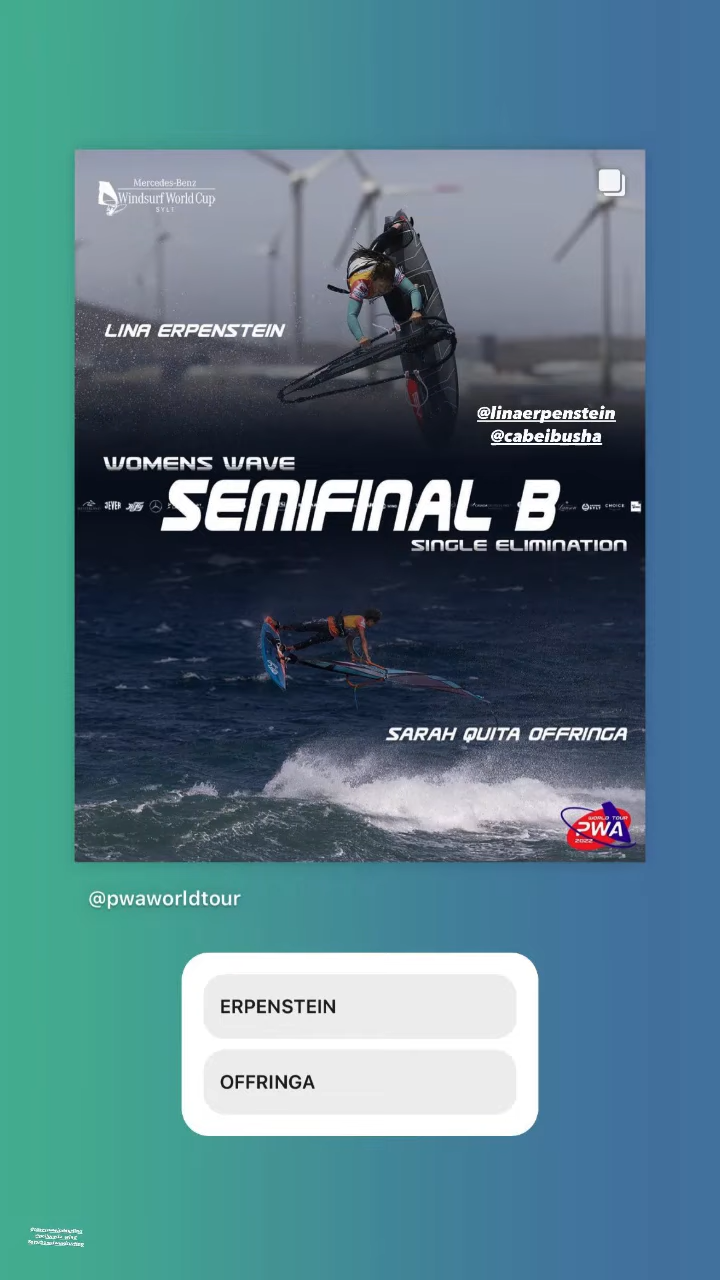 Mercedes-Benz
Windsurf World Cup
SYLT
LINA ERPENSTEIN
@linaerpenstein
@cabeibusha
WOMENS WAVE
SEMIFINAL B
SINGLE ELIMINATION
SARAH QUITA OFFRINGA
WORLD TOUR
PWA
2022
@pwaworldtour
ERPENSTEIN
OFFRINGA